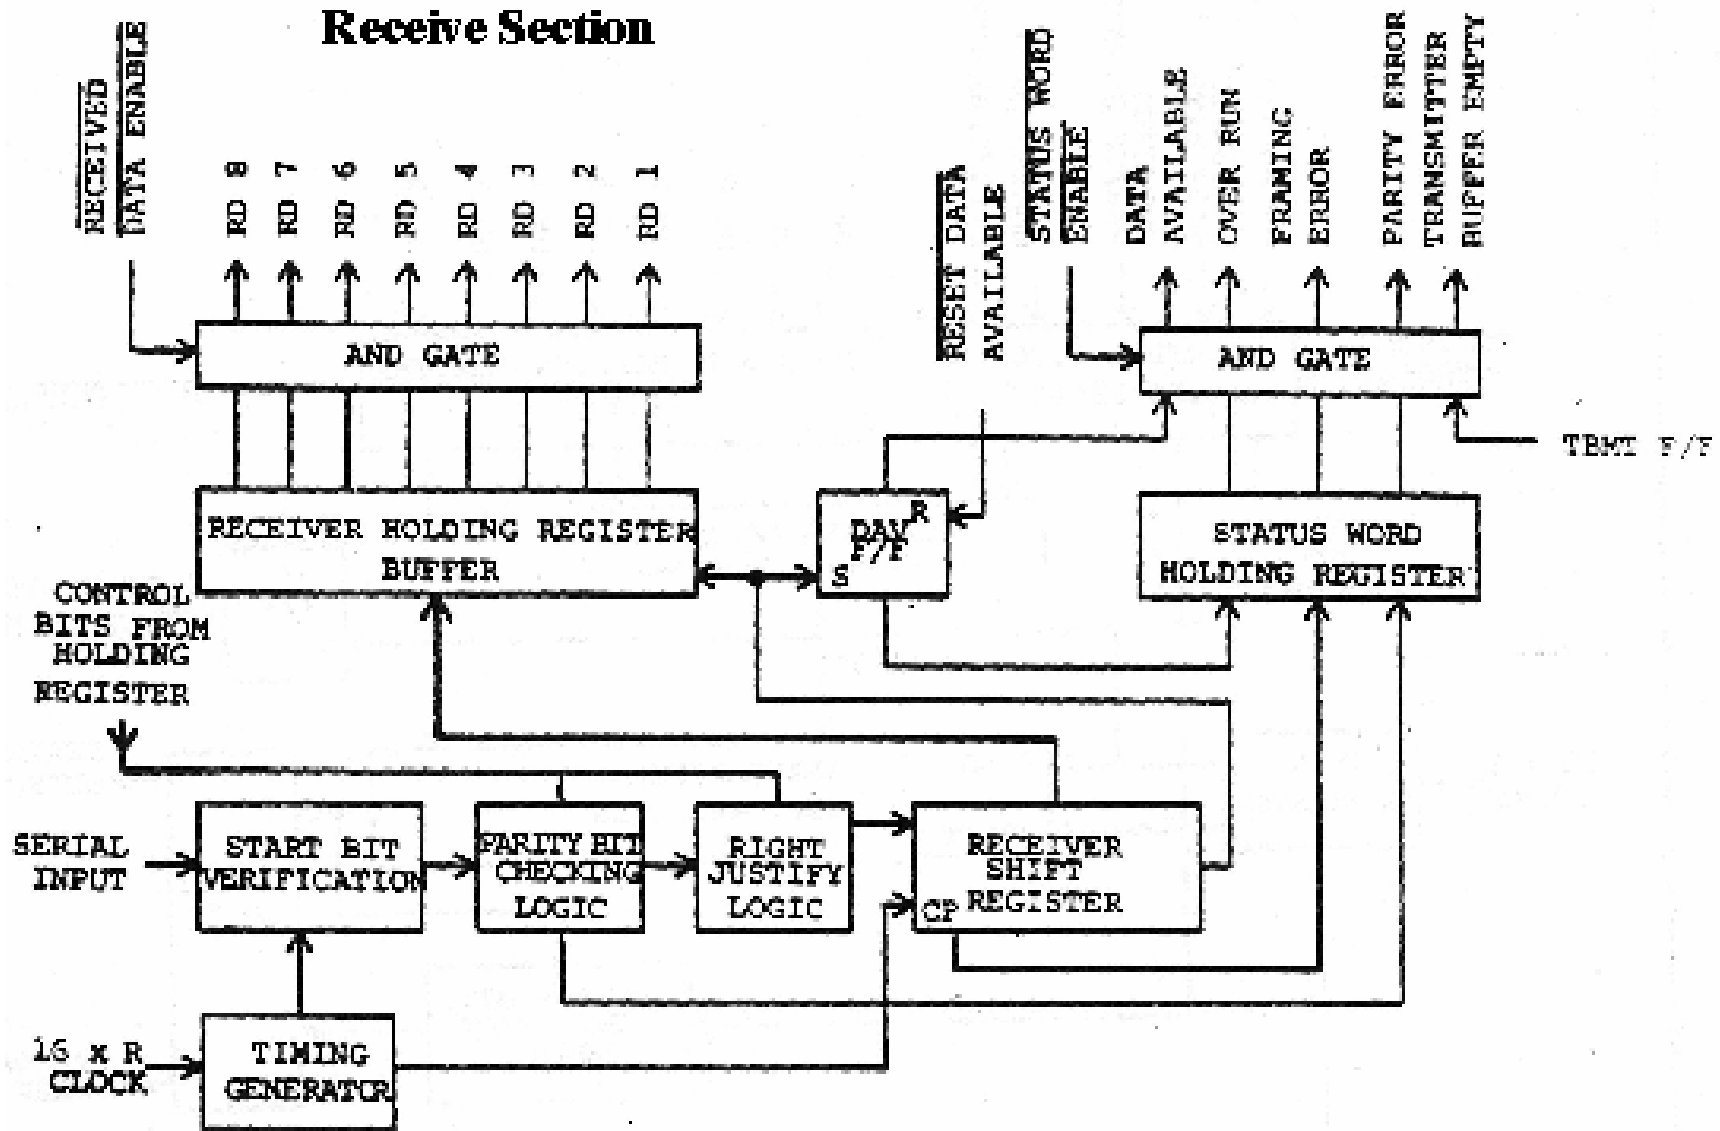 Receive Section
RECEIVED
DATA ENABLE
RD 8
RD 7
RD 6
RD 5
RD 4
RD 3
RD 2
RD 1
RESET DATA
AVAILABLE
STATUS WORD
ENABLE
DATA
AVAILABLE
OVER RUN
FRAMING
ERROR
PARITY ERROR
TRANSMITTER
BUFFER EMPTY
AND GATE
AND GATE
TBMT F/F
RECEIVER HOLDING REGISTER
BUFFER
DAV
F/F
R
S
STATUS WORD
HOLDING REGISTER
CONTROL
BITS FROM
HOLDING
REGISTER
SERIAL
INPUT
START BIT
VERIFICATION
PARITY BIT
CHECKING
LOGIC
RIGHT
JUSTIFY
LOGIC
RECEIVER
SHIFT
REGISTER
CP
16 x R
CLOCK
TIMING
GENERATOR